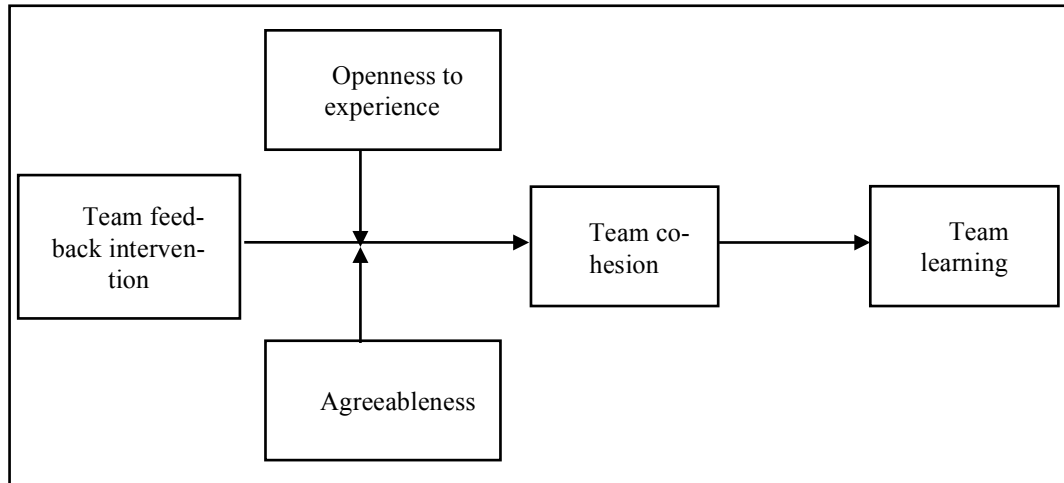 Openness to
experience
Team feed-
back interven-
tion
Team co-
hesion
Team
learning
Agreeableness